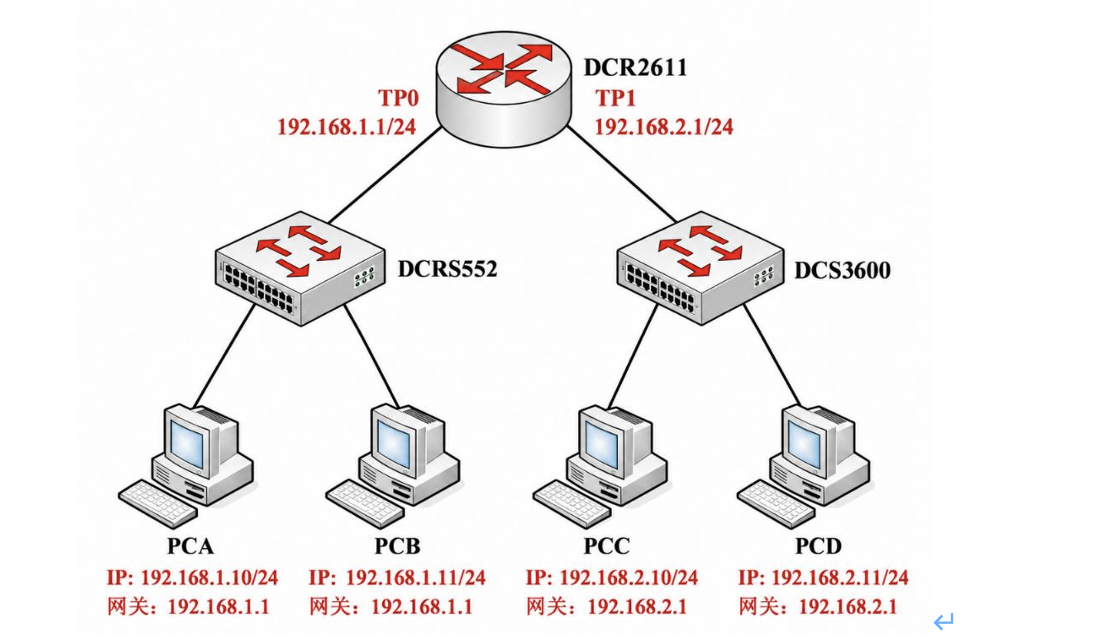 DCR2611
TP0
192.168.1.1/24
TP1
192.168.2.1/24
DCRS552
DCS3600
PCA
IP: 192.168.1.10/24
网关：192.168.1.1
PCB
IP: 192.168.1.11/24
网关：192.168.1.1
PCC
IP: 192.168.2.10/24
网关：192.168.2.1
PCD
IP: 192.168.2.11/24
网关：192.168.2.1